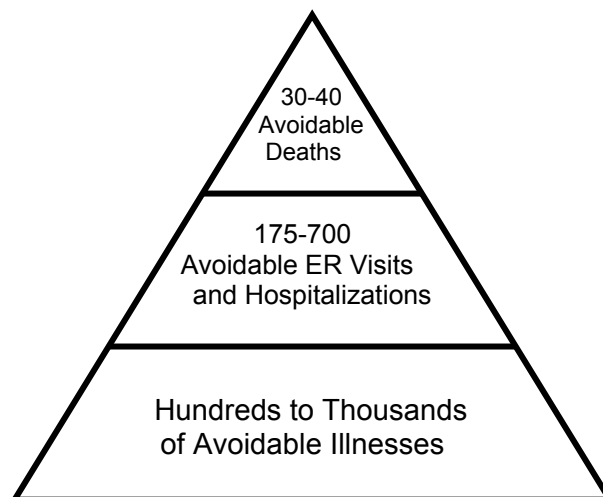 30-40
Avoidable
Deaths
175-700
Avoidable ER Visits
and Hospitalizations
Hundreds to Thousands
of Avoidable Illnesses